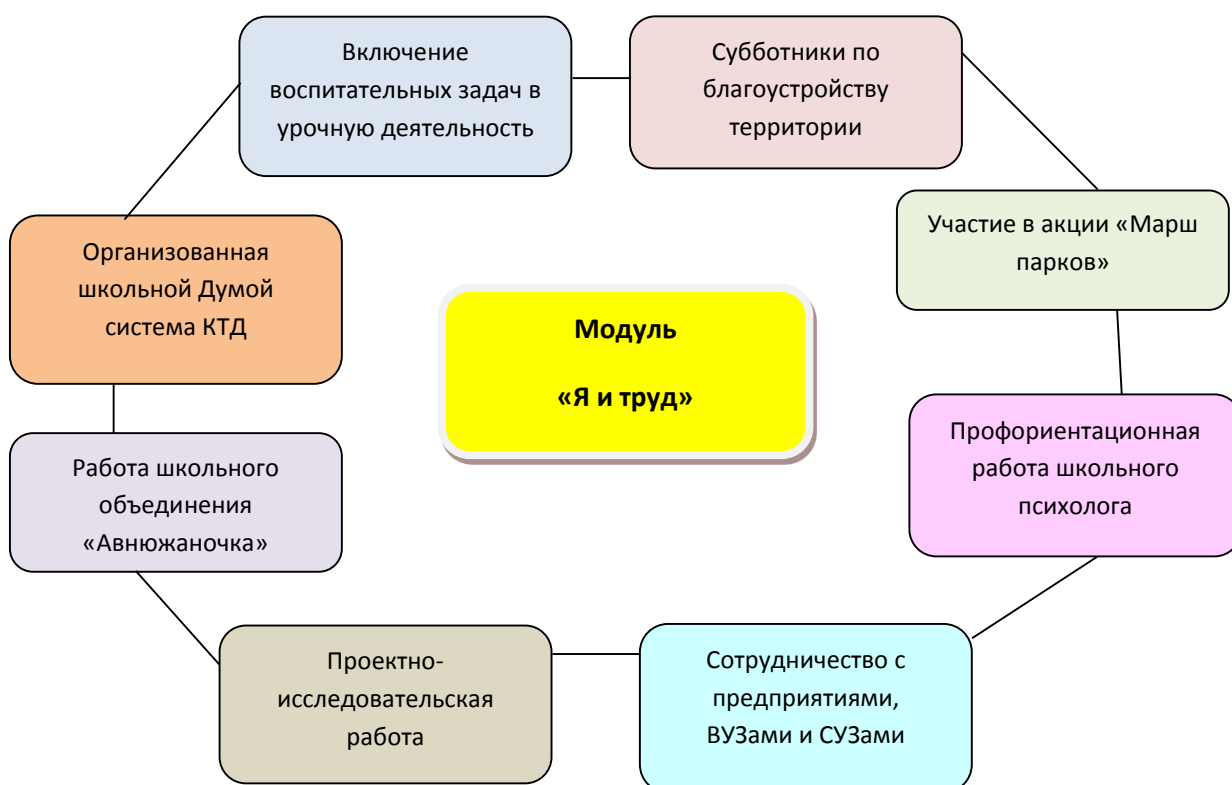 Включение
воспитательных задач в
урочную деятельность
Субботники по
благоустройству
территории
Организованная
школьной Думой
система КТД
Участие в акции «Марш
парков»
Модуль
«Я и труд»
Работа школьного
объединения
«Авнюжаночка»
Профориентационная
работа школьного
психолога
Проектно-
исследовательская
работа
Сотрудничество с
предприятиями,
ВУЗами и СУЗами